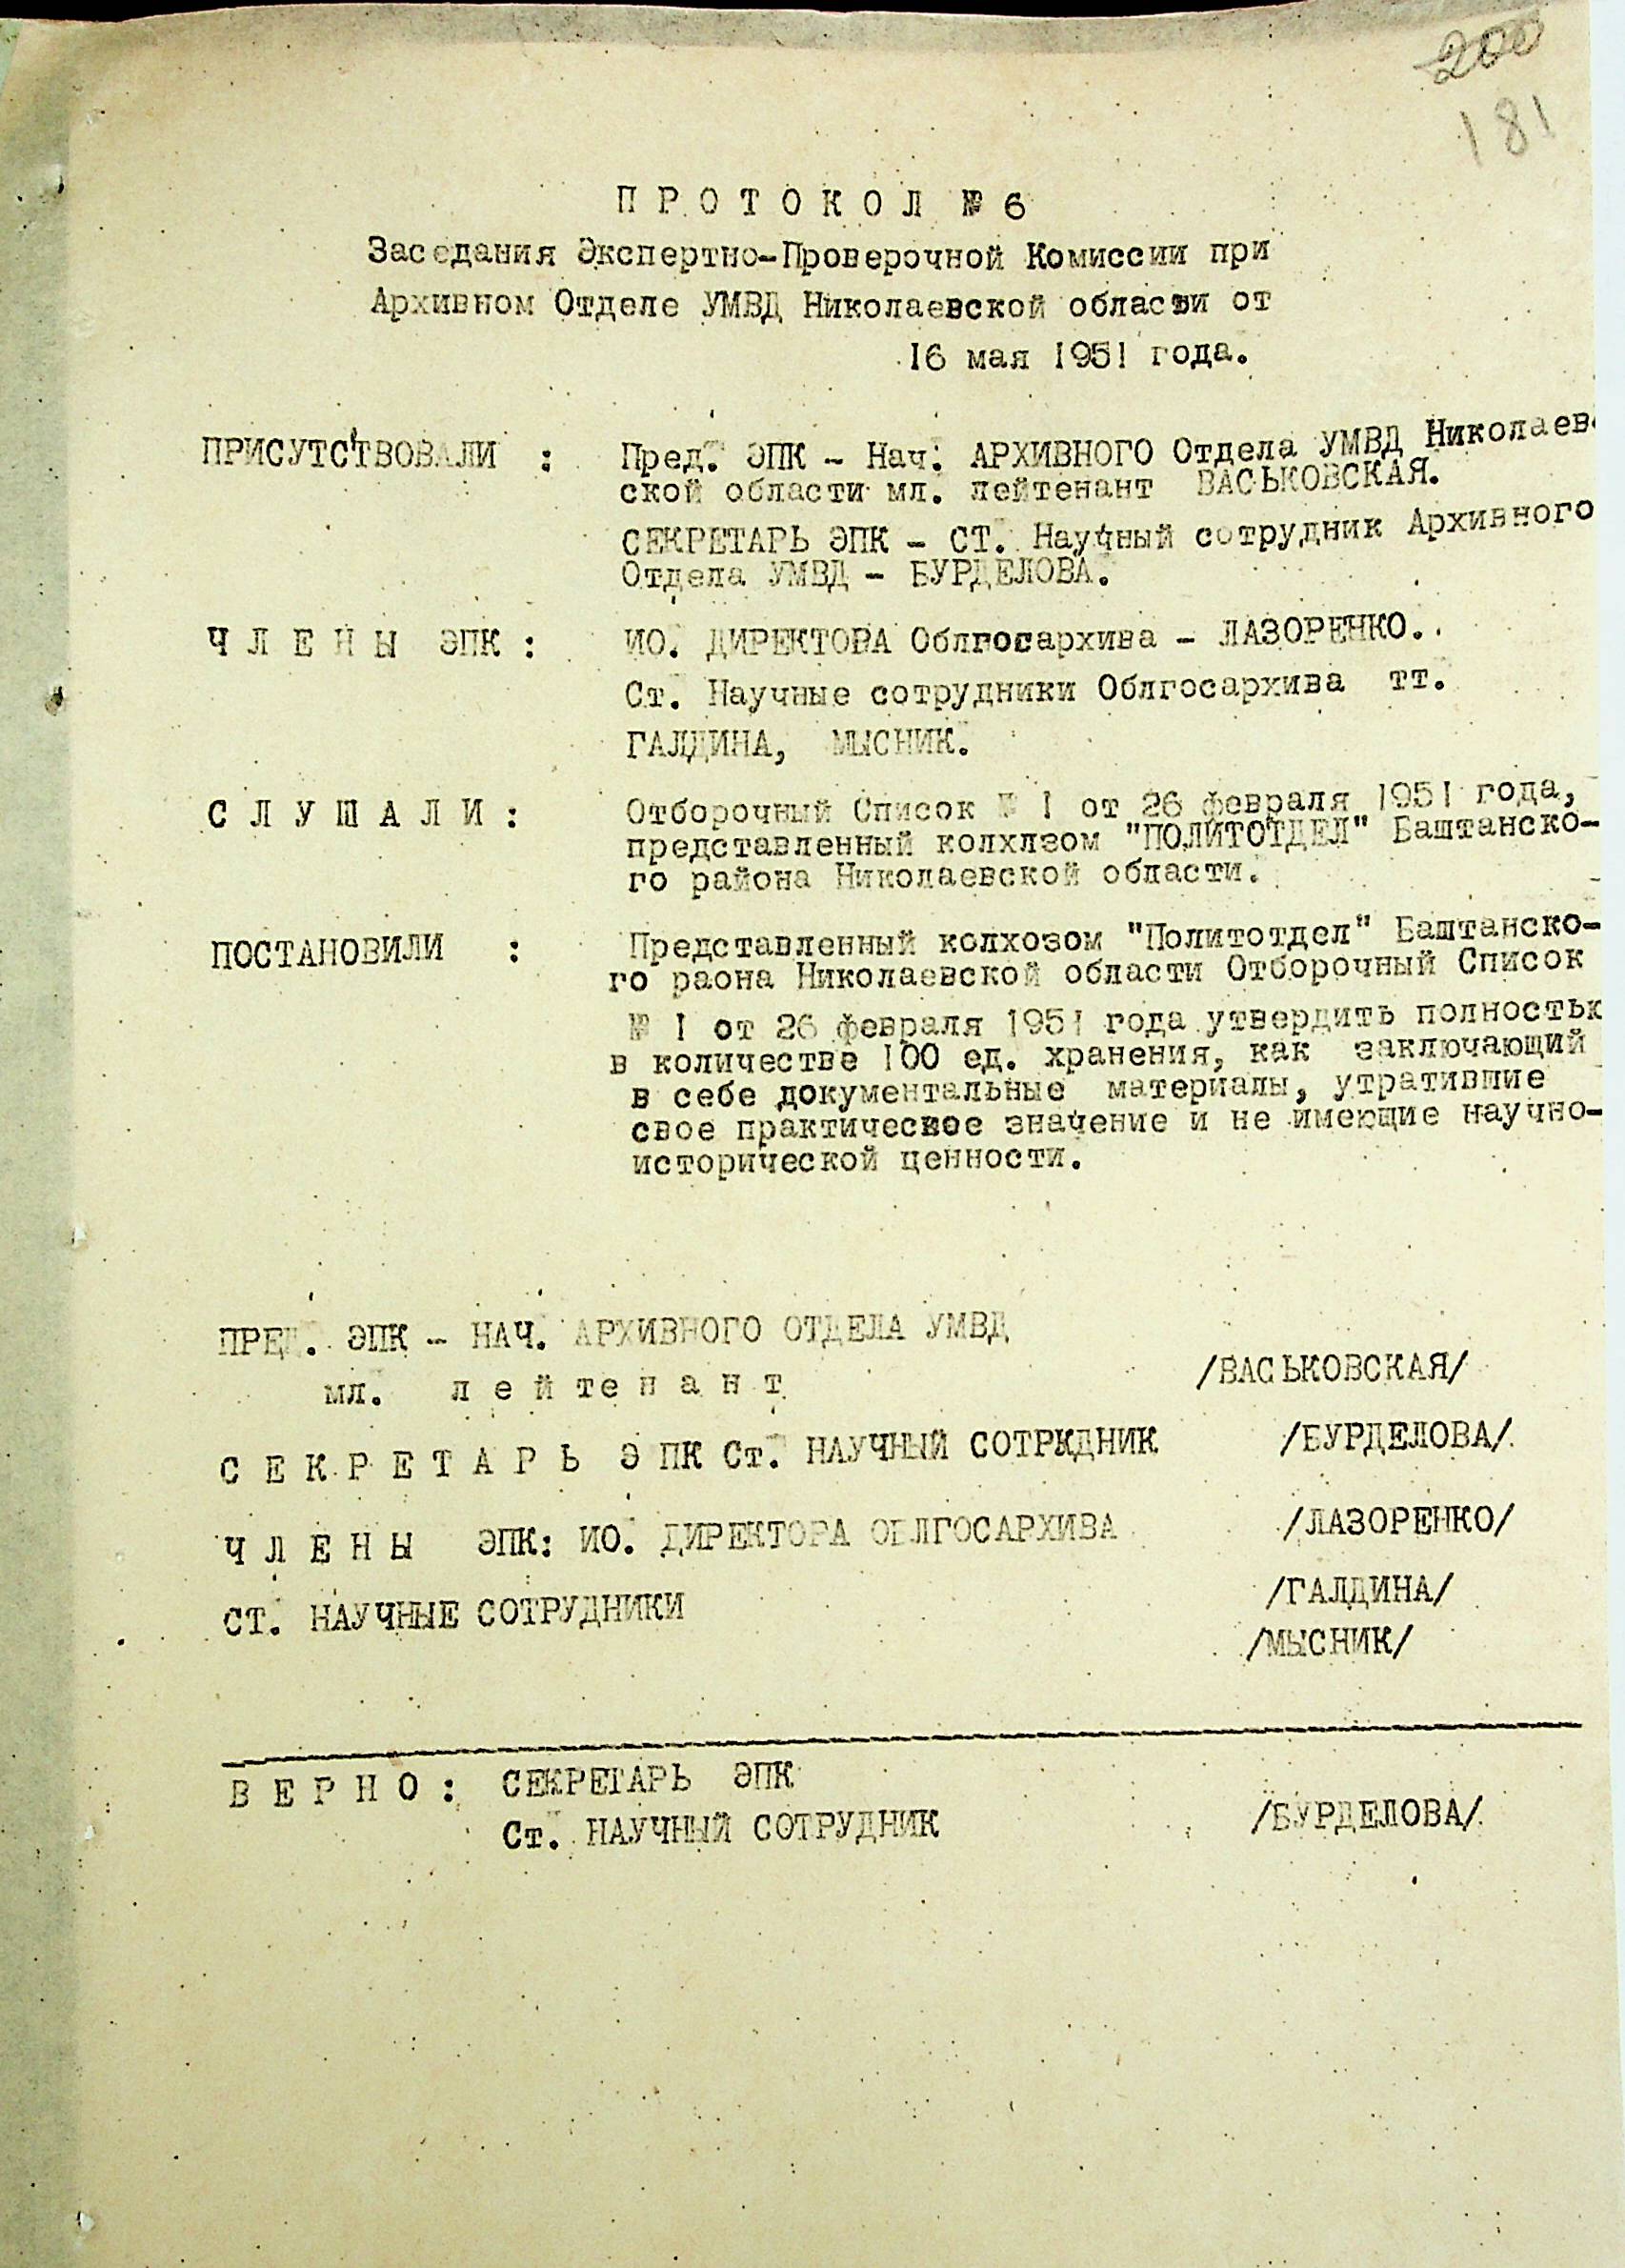 200
181
П Р О Т О К О Л № 6
Заседания Экспертно-Проверочной Комиссии при
Архивном Отделе УМВД Николаевской области от
16 мая 1951 года.
ПРИСУТСТВОВАЛИ : Пред. ЭПК - Нач. АРХИВНОГО Отдела УМВД Николаев
ской области мл. лейтенант ВАСЬКОВСКАЯ.
СЕКРЕТАРЬ ЭПК - СТ. Научный сотрудник Архивного
Отдела УМВД - БУРДЕЛОВА.
Ч Л Е Н Ы ЭПК : ИО. ДИРЕКТОРА Облгосархива - ЛАЗОРЕНКО.
Ст. Научные сотрудники Облгосархива тт.
ГАЛДИНА, МЫСНИК.
С Л У Ш А Л И : Отборочный Список № I от 26 февраля 1951 года,
представленный колхлзом "ПОЛИТОТДЕЛ" Баштанско-
го района Николаевской области.
ПОСТАНОВИЛИ : Представленный колхозом "Политотдел" Баштанско-
го раона Николаевской области Отборочный Список
№ I от 26 февраля 1951 года утвердить полностью
в количестве 100 ед. хранения, как заключающий
в себе документальные материалы, утратившие
свое практическое значение и не имеющие научно-
исторической ценности.
ПРЕД. ЭПК - НАЧ. АРХИВНОГО ОТДЕЛА УМВД
мл. л е й те н а н т /ВАСЬКОВСКАЯ/
С Е К Р Е Т А Р Ь Э ПК Ст. НАУЧНЫЙ СОТРУДНИК /БУРДЕЛОВА/
Ч Л Е Н Ы ЭПК: ИО. ДИРЕКТОРА ОБЛГОСАРХИВА /ЛАЗОРЕНКО/
СТ. НАУЧНЫЕ СОТРУДНИКИ /ГАЛДИНА/
/МЫСНИК/
В Е Р Н О : СЕКРЕТАРЬ ЭПК
Ст. НАУЧНЫЙ СОТРУДНИК /БУРДЕЛОВА/